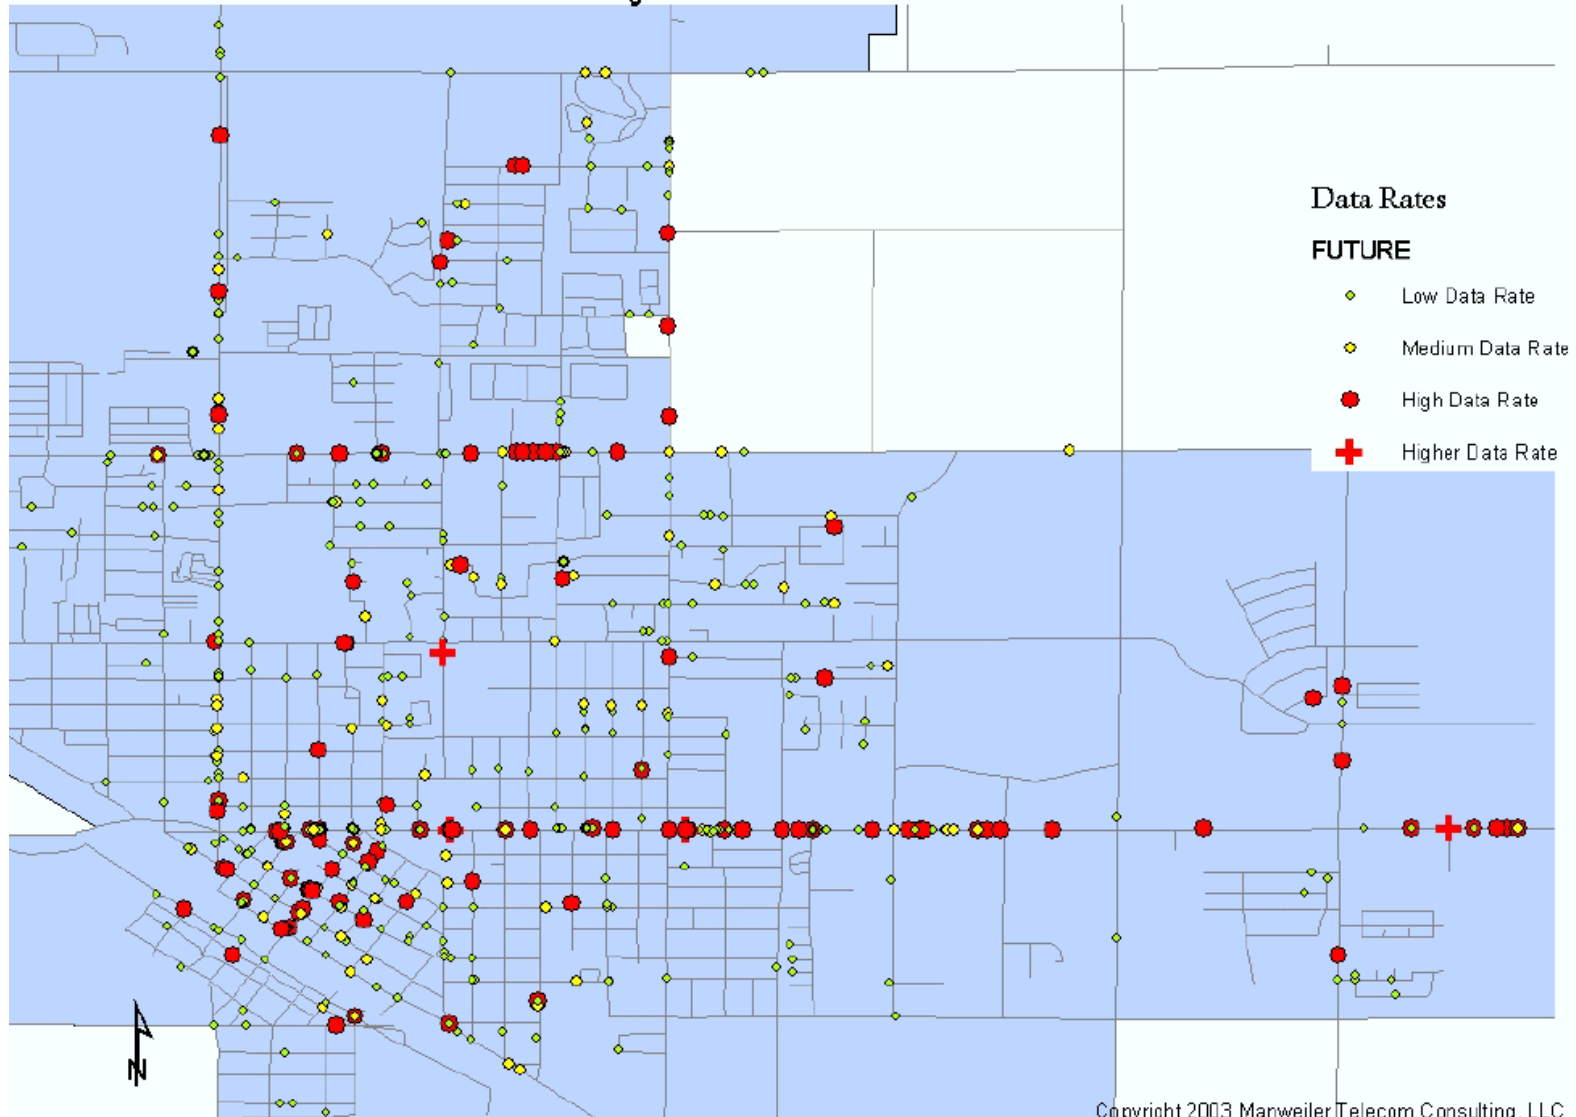 Data Rates
FUTURE
Low Data Rate
Medium Data Rate
High Data Rate
Higher Data Rate
N
Copyright 2003 Manweiler Telecom Consulting, LLC